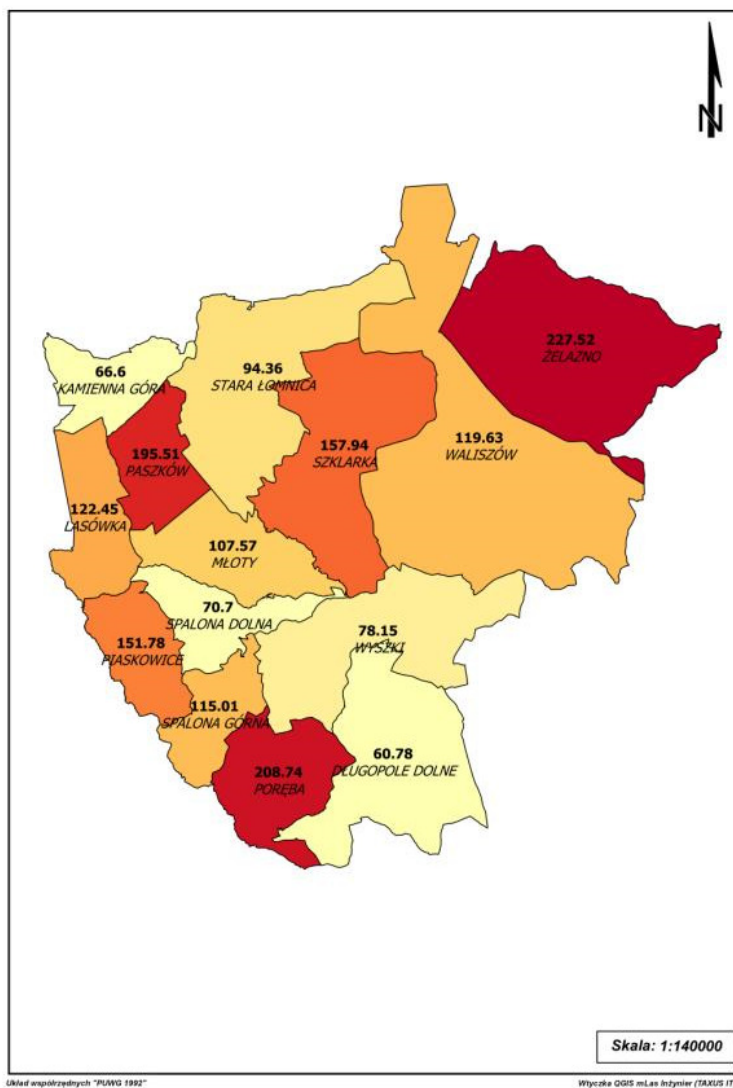 N
227.52
ŻELAZNO
66.6
KAMIENNA GÓRA
94.36
STARA ŁOMNICA
195.51
PASZKÓW
157.94
SZKLARKA
119.63
WALISZÓW
122.45
LASÓWKA
107.57
MŁOTY
70.7
SPALONA DOLNA
78.15
WYSZKI
151.78
PIASKOWICE
115.01
SPALONA GÓRNA
208.74
PORĘBA
60.78
DŁUGOPOLE DOLNE
Skala: 1:140000
Układ współrzędnych "PUWG 1992"
Wtyczka QGIS mLas Inżynier (TAXUS IT